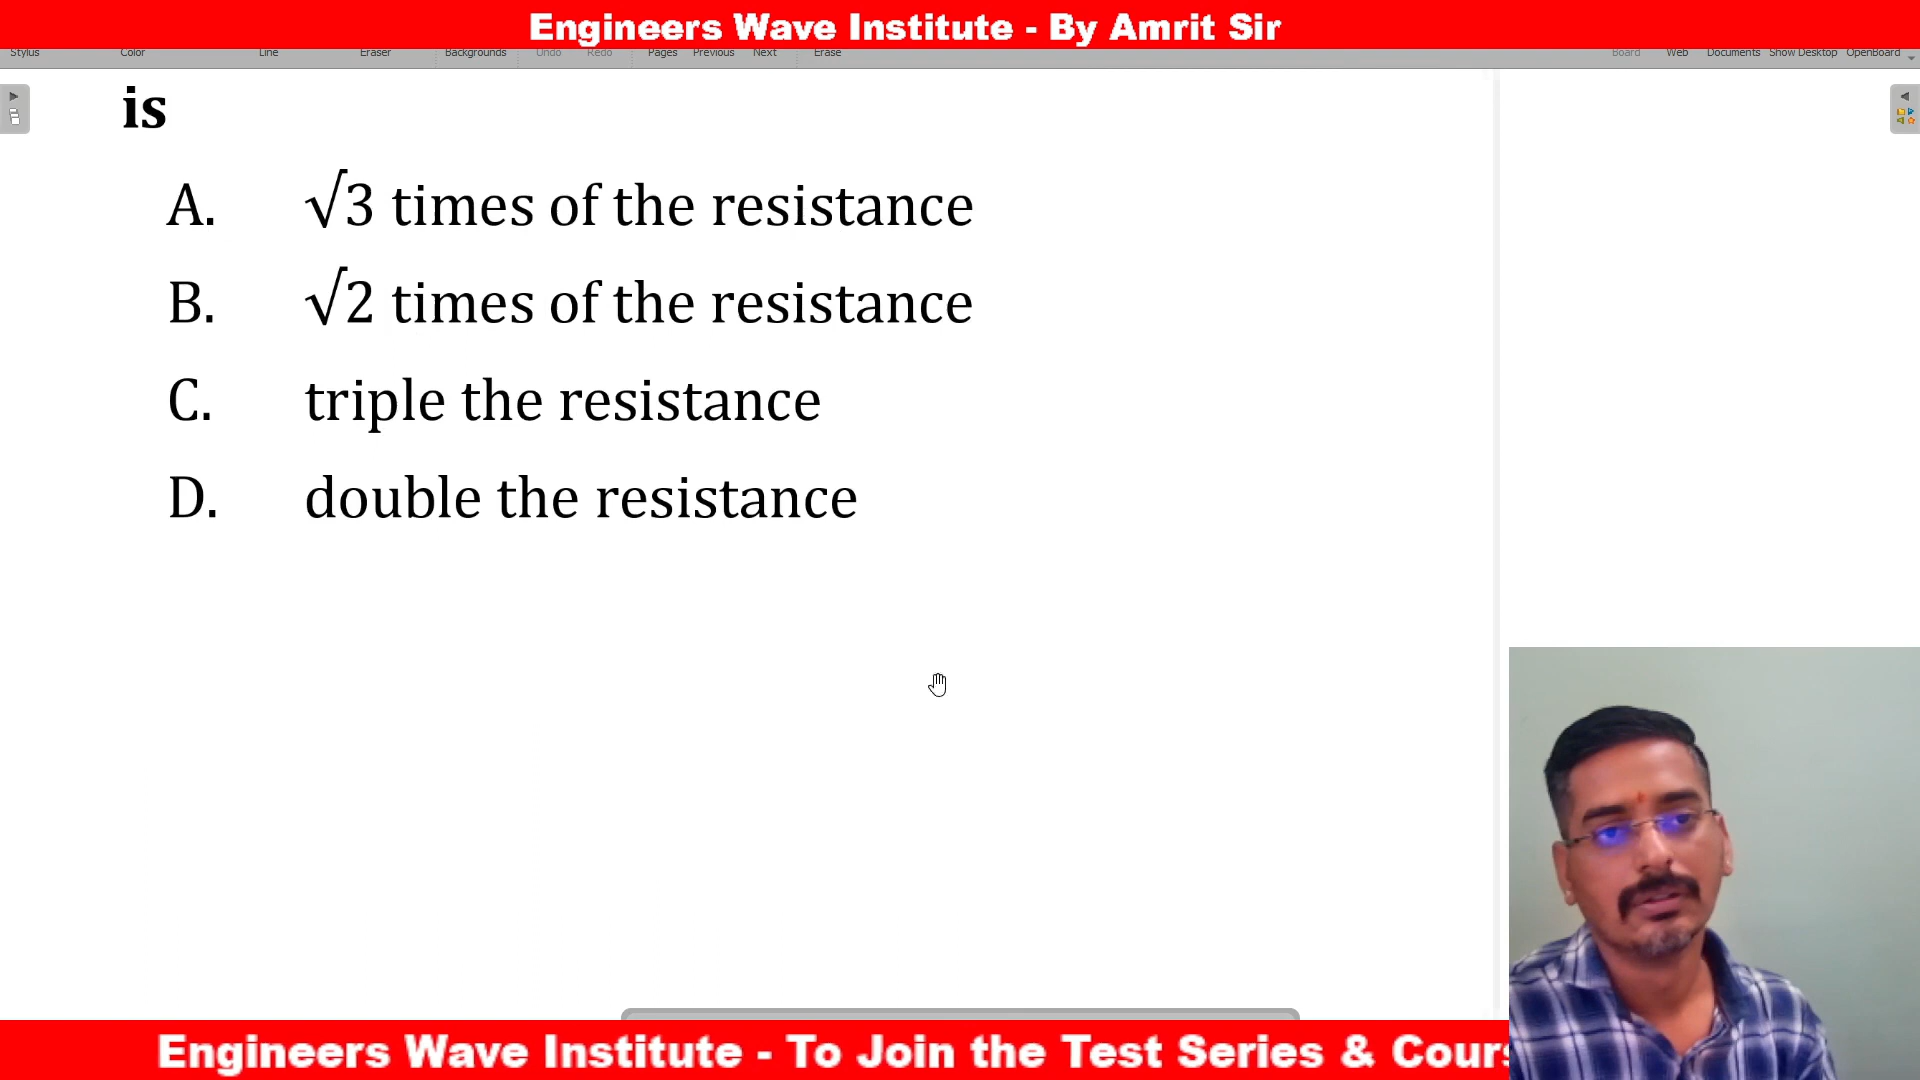 Engineers Wave Institute - By Amrit Sir
Stylus Color Line Eraser Backgrounds Undo Redo Pages Previous Next Erase Board Web Documents Show Desktop OpenBoard
is
A. √3 times of the resistance
B. √2 times of the resistance
C. triple the resistance
D. double the resistance
Engineers Wave Institute - To Join the Test Series & Cours